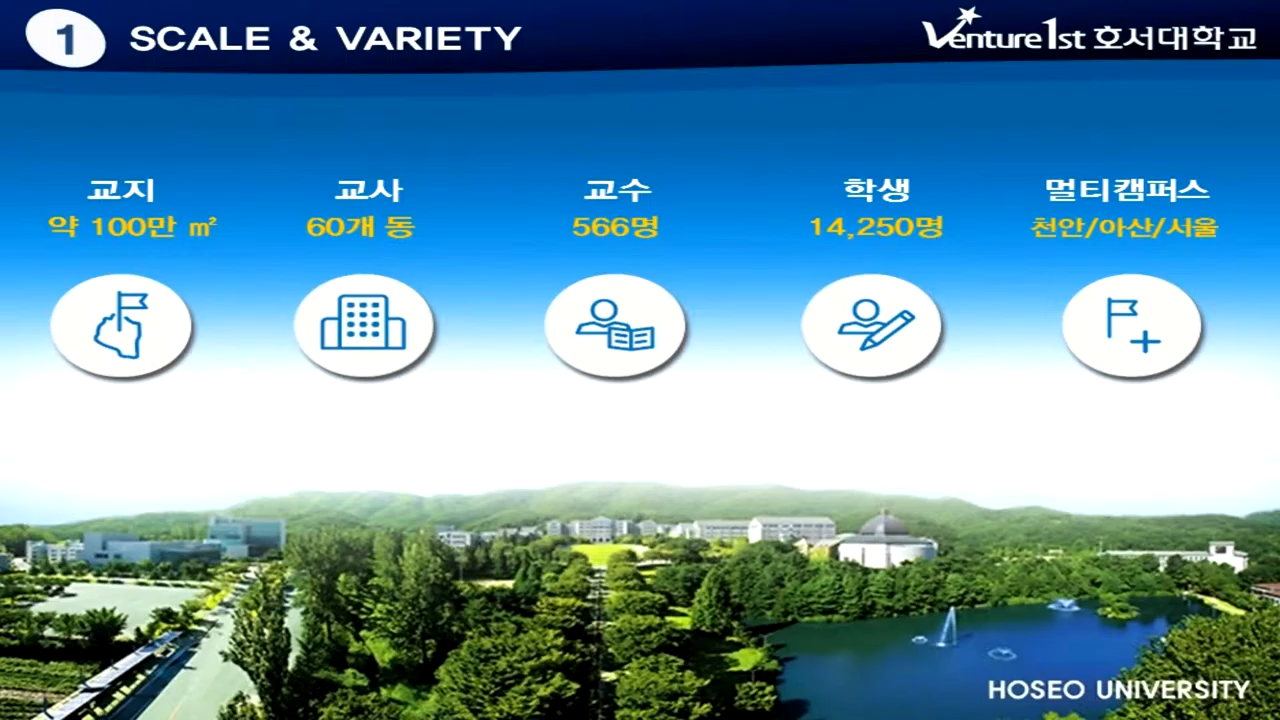 1 SCALE & VARIETY
Venture 1st 호서대학교
교지
약 100만 ㎡
교사
60개 동
교수
566명
학생
14,250명
멀티캠퍼스
천안/아산/서울
HOSEO UNIVERSITY